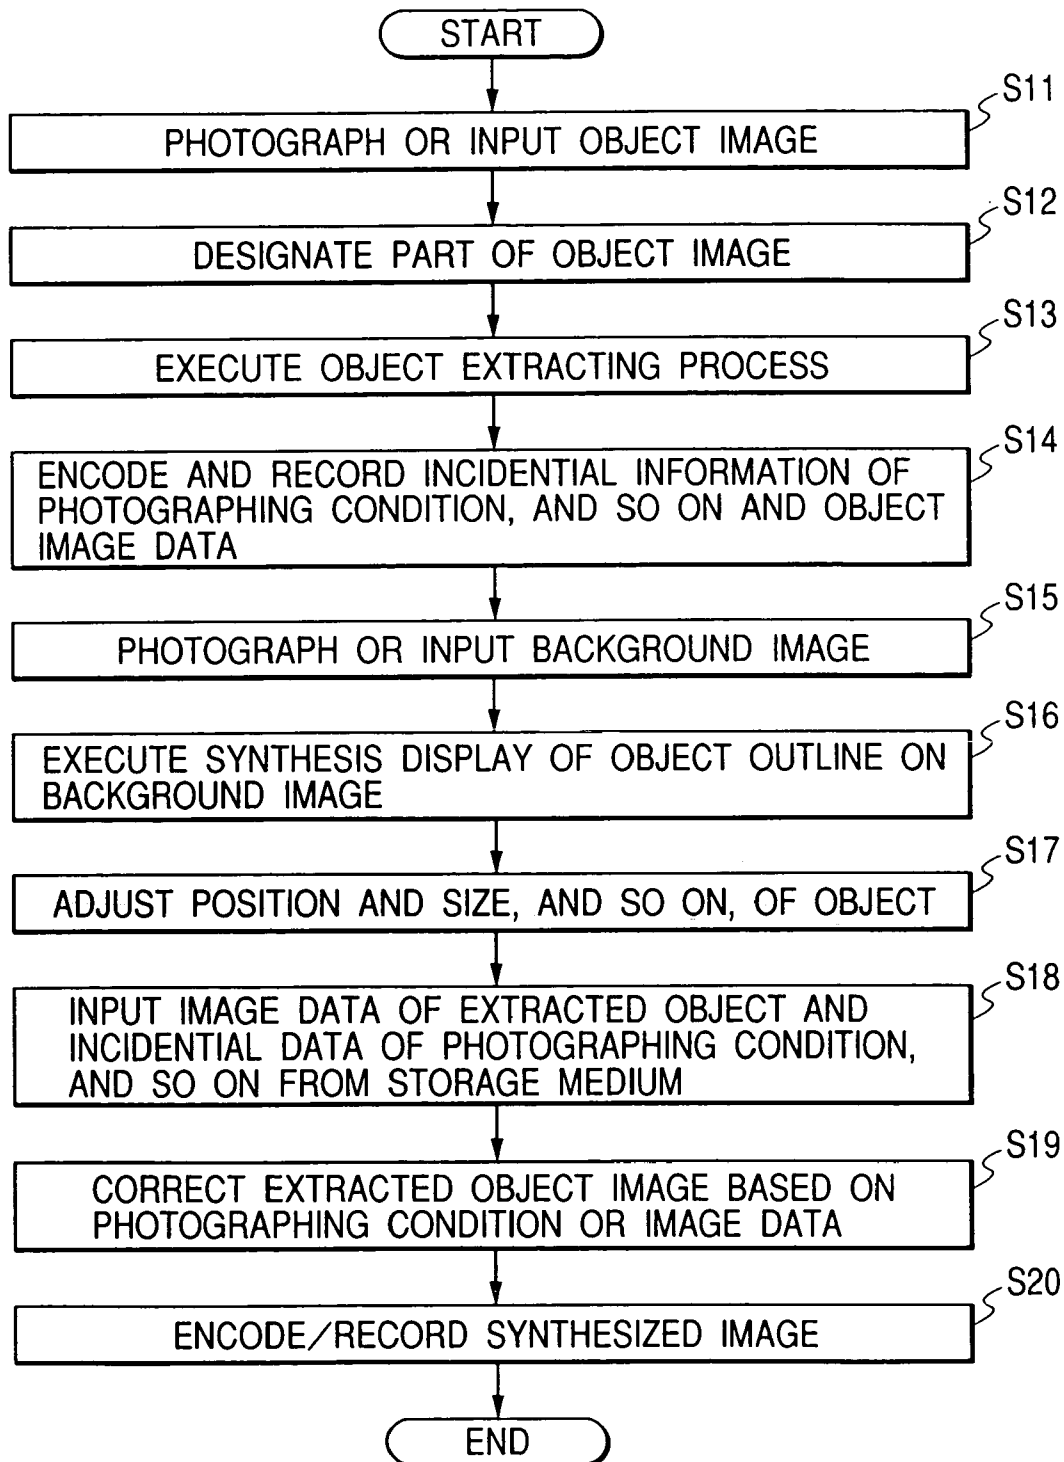 START
S11
PHOTOGRAPH OR INPUT OBJECT IMAGE
S12
DESIGNATE PART OF OBJECT IMAGE
S13
EXECUTE OBJECT EXTRACTING PROCESS
S14
ENCODE AND RECORD INCIDENTIAL INFORMATION OF
PHOTOGRAPHING CONDITION, AND SO ON AND OBJECT
IMAGE DATA
S15
PHOTOGRAPH OR INPUT BACKGROUND IMAGE
S16
EXECUTE SYNTHESIS DISPLAY OF OBJECT OUTLINE ON
BACKGROUND IMAGE
S17
ADJUST POSITION AND SIZE, AND SO ON, OF OBJECT
S18
INPUT IMAGE DATA OF EXTRACTED OBJECT AND
INCIDENTIAL DATA OF PHOTOGRAPHING CONDITION,
AND SO ON FROM STORAGE MEDIUM
S19
CORRECT EXTRACTED OBJECT IMAGE BASED ON
PHOTOGRAPHING CONDITION OR IMAGE DATA
S20
ENCODE/RECORD SYNTHESIZED IMAGE
END